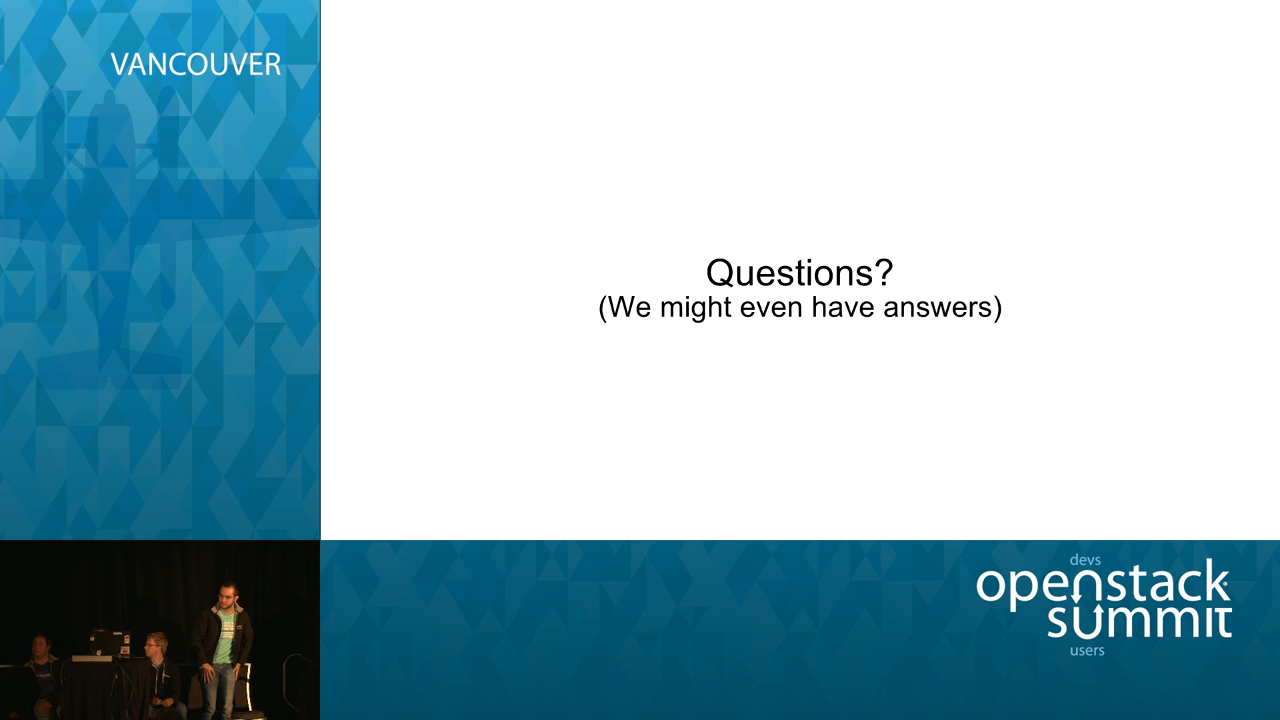 VANCOUVER
Questions?
(We might even have answers)
devs
openstack
summit
users